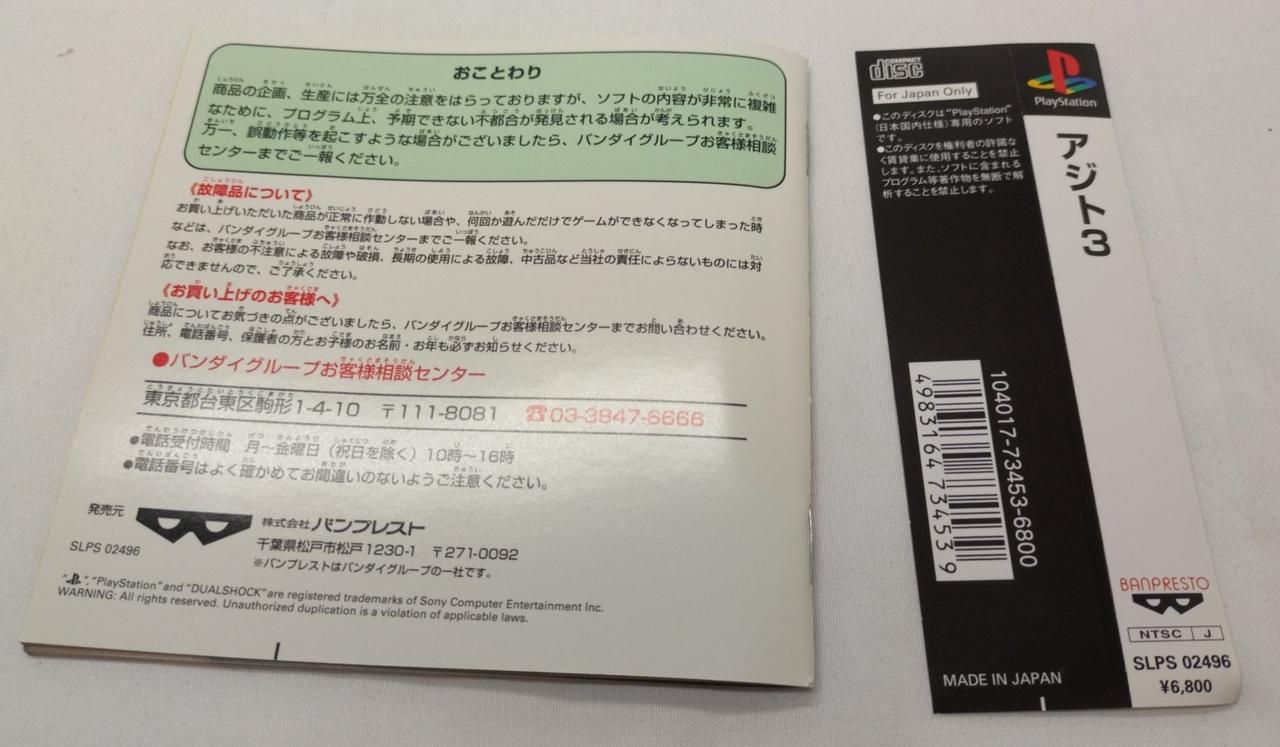 おことわり
商品の企画、生産には万全の注意をはらっておりますが、ソフトの内容が非常に複雑
なために、プログラム上、予期できない不都合が発見される場合が考えられます。
万一、誤動作等を起こすような場合がございましたら、バンダイグループお客様相談
センターまでご一報ください。
《故障品について》
お買い上げいただいた商品が正常に作動しない場合や、何回か遊んだだけでゲームができなくなってしまった時
などは、バンダイグループお客様相談センターまでご一報ください。
なお、お客様の不注意による故障や破損、長期の使用による故障、中古品など当社の責任によらないものには対
応できませんので、ご了承ください。
《お買い上げのお客様へ》
商品についてお気づきの点がございましたら、バンダイグループお客様相談センターまでお問い合わせください。
住所、電話番号、保護者の方とお子様のお名前・お年も必ずお知らせください。
●バンダイグループお客様相談センター
東京都台東区駒形1-4-10 〒111-8081 ☎03-3847-6666
●電話受付時間 月~金曜日(祝日を除く)10時~16時
●電話番号はよく確かめてお間違いのないようご注意ください。
発売元 株式会社バンプレスト
千葉県松戸市松戸1230-1 〒271-0092
※バンプレストはバンダイグループの一社です。
SLPS 02496
"PS", "PlayStation" and "DUALSHOCK" are registered trademarks of Sony Computer Entertainment Inc.
WARNING: All rights reserved. Unauthorized duplication is a violation of applicable laws.
COMPACT
disc
For Japan Only
●このディスクは"PlayStation"
(日本国内仕様)専用のソフト
です。
●このディスクを権利者の許諾な
く賃貸業に使用することを禁止
します。また、ソフトに含まれる
プログラム等著作物を無断で解
析することを禁止します。
104017-73453-6800
4983164734539
MADE IN JAPAN
PlayStation
アジト3
BANPRESTO
NTSC J
SLPS 02496
¥6,800